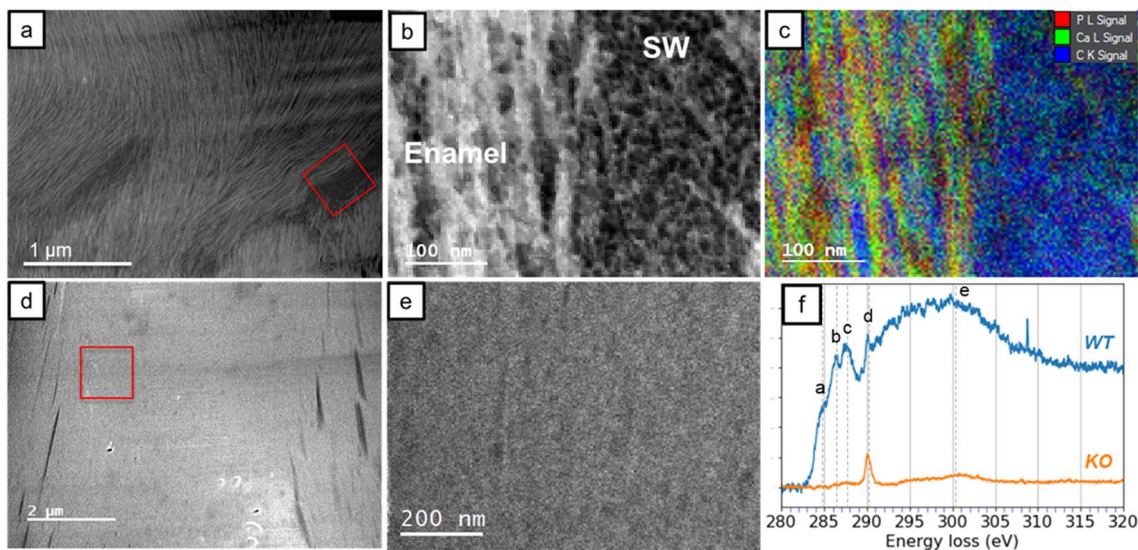 a
1 µm
b
Enamel
SW
100 nm
c
P L Signal
Ca L Signal
C K Signal
100 nm
d
2 µm
e
200 nm
f
a
b
c
d
e
WT
KO
280 285 290 295 300 305 310 315 320
Energy loss (eV)